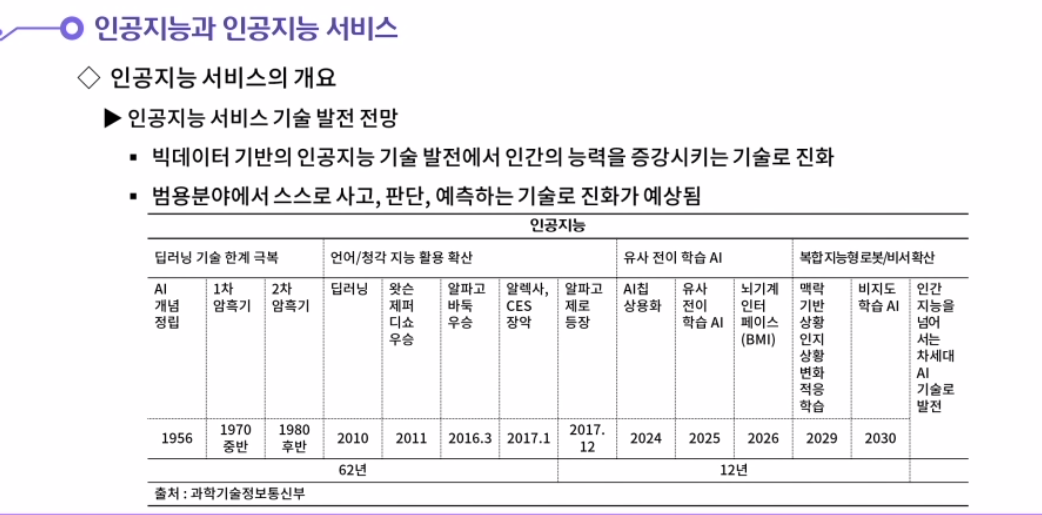 인공지능과 인공지능 서비스
◇ 인공지능 서비스의 개요
▶ 인공지능 서비스 기술 발전 전망
▪ 빅데이터 기반의 인공지능 기술 발전에서 인간의 능력을 증강시키는 기술로 진화
▪ 범용분야에서 스스로 사고, 판단, 예측하는 기술로 진화가 예상됨
인공지능
딥러닝 기술 한계 극복
언어/청각 지능 활용 확산
유사 전이 학습 AI
복합지능형로봇/비서확산
AI
개념
정립
1차
암흑기
2차
암흑기
딥러닝
왓슨
제퍼
디쇼
우승
알파고
바둑
우승
알렉사,
CES
장악
알파고
제로
등장
AI칩
상용화
유사
전이
학습 AI
뇌기계
인터
페이스
(BMI)
맥락
기반
상황
인지
상황
변화
적응
학습
비지도
학습 AI
인간
지능을
넘어
서는
차세대
AI
기술로
발전
1956
1970
중반
1980
후반
2010
2011
2016.3
2017.1
2017.
12
2024
2025
2026
2029
2030
62년
12년
출처 : 과학기술정보통신부